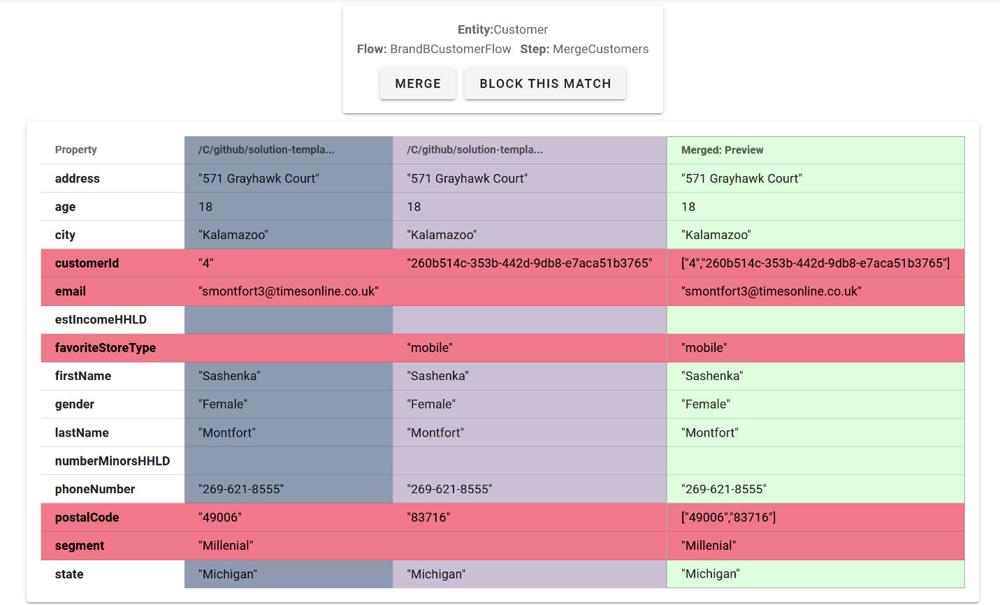 Entity:Customer
Flow: BrandBCustomerFlow Step: MergeCustomers
MERGE BLOCK THIS MATCH
Property /C/github/solution-templa... /C/github/solution-templa... Merged: Preview
address "571 Grayhawk Court" "571 Grayhawk Court" "571 Grayhawk Court"
age 18 18 18
city "Kalamazoo" "Kalamazoo" "Kalamazoo"
customerId "4" "260b514c-353b-442d-9db8-e7aca51b3765" ["4","260b514c-353b-442d-9db8-e7aca51b3765"]
email "smontfort3@timesonline.co.uk" "smontfort3@timesonline.co.uk"
estIncomeHHLD
favoriteStoreType "mobile" "mobile"
firstName "Sashenka" "Sashenka" "Sashenka"
gender "Female" "Female" "Female"
lastName "Montfort" "Montfort" "Montfort"
numberMinorsHHLD
phoneNumber "269-621-8555" "269-621-8555" "269-621-8555"
postalCode "49006" "83716" ["49006","83716"]
segment "Millenial" "Millenial"
state "Michigan" "Michigan" "Michigan"